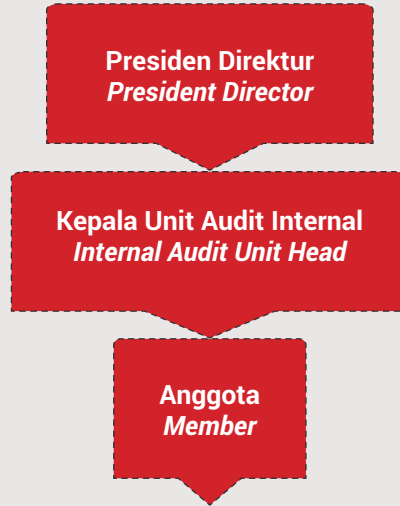 Presiden Direktur
President Director
Kepala Unit Audit Internal
Internal Audit Unit Head
Anggota
Member